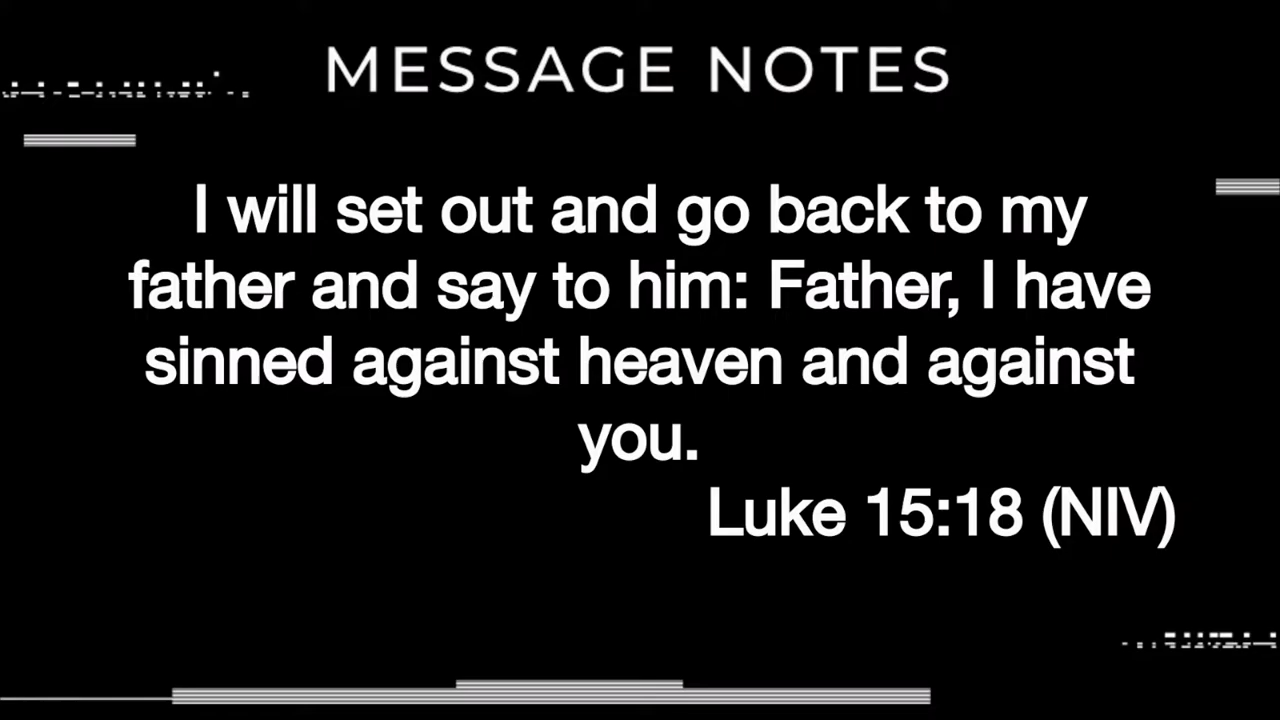 MESSAGE NOTES
I will set out and go back to my
father and say to him: Father, I have
sinned against heaven and against
you.
Luke 15:18 (NIV)